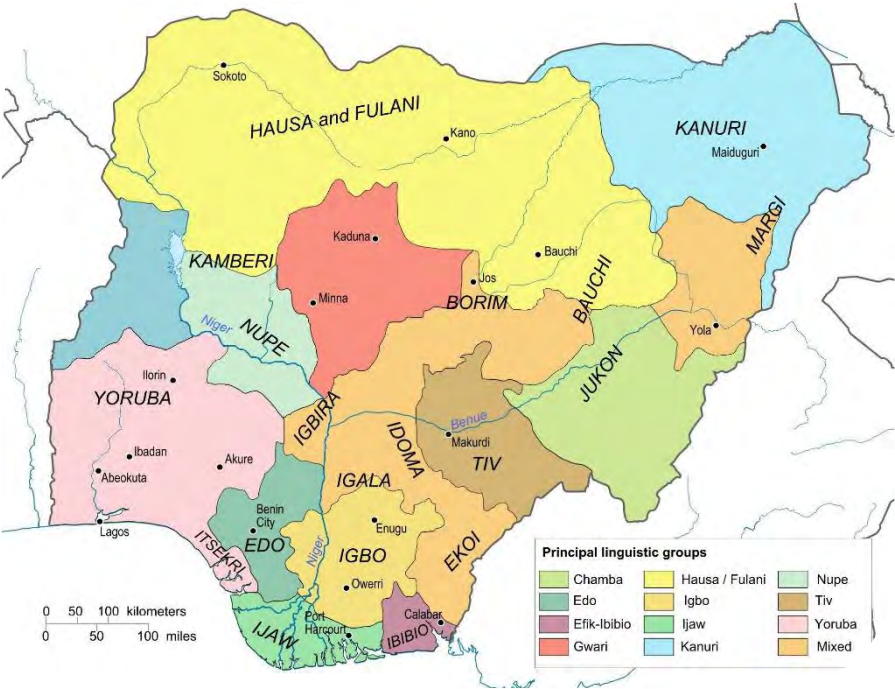 Sokoto
HAUSA and FULANI
Kano
KANURI
Maiduguri
MARGI
Kaduna
KAMBERI
Bauchi
BAUCHI
Jos
BORIM
Minna
Niger
NUPE
Yola
JUKON
Ilorin
YORUBA
IGBIRA
Benue
Makurdi
IDOMA
TIV
Ibadan
Akure
Abeokuta
IGALA
Lagos
Benin
City
EDO
ITSEKRI
Enugu
IGBO
Niger
EKOI
Owerri
IJAW
Port
Harcourt
Calabar
IBIBIO
0 50 100 kilometers
0 50 100 miles
Principal linguistic groups
Chamba
Edo
Efik-Ibibio
Gwari
Hausa / Fulani
Igbo
Ijaw
Kanuri
Nupe
Tiv
Yoruba
Mixed